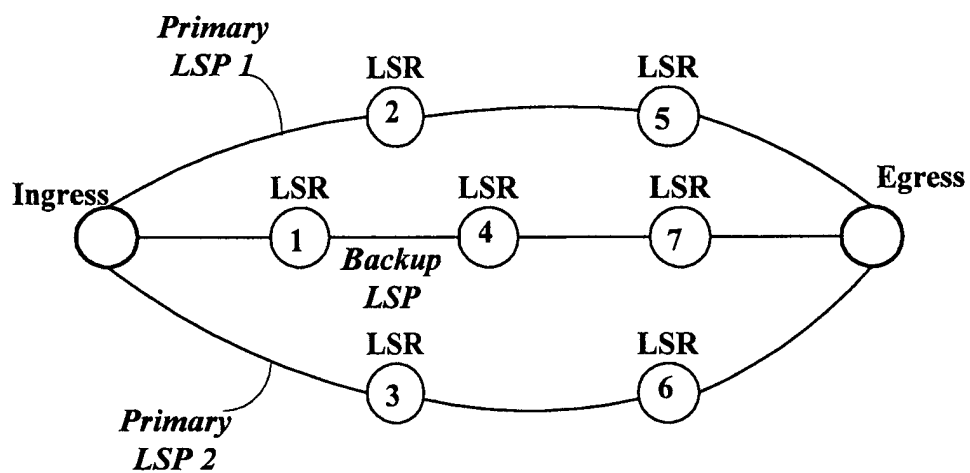 Primary
LSP 1
LSR
2
LSR
5
Ingress
LSR
1
LSR
4
LSR
7
Egress
Backup
LSP
LSR
3
LSR
6
Primary
LSP 2